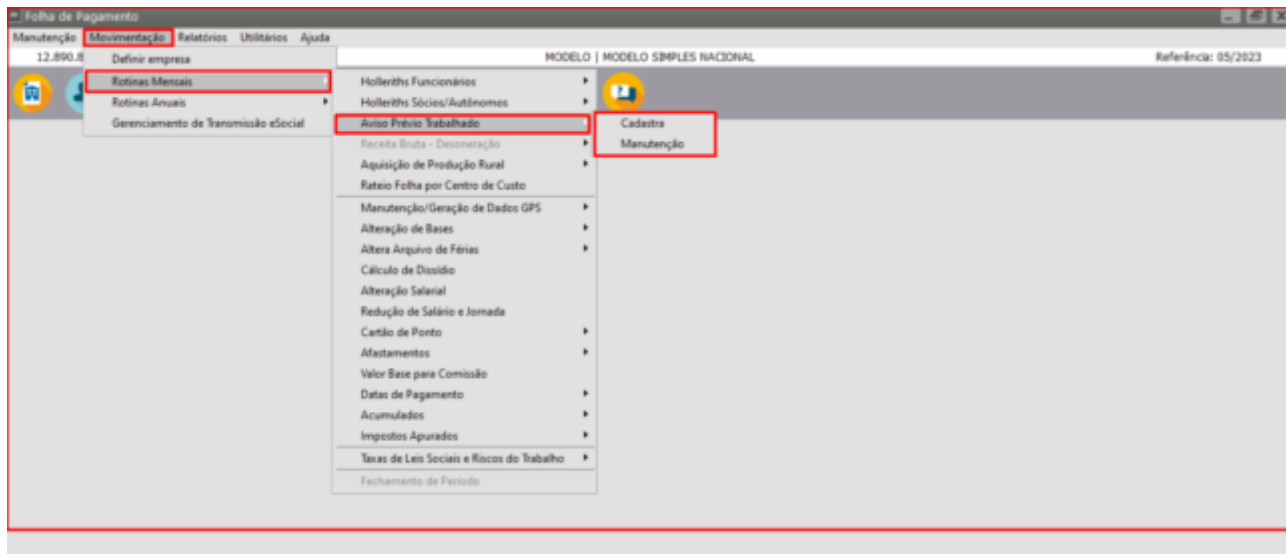 Folha de Pagamento
Manutenção Movimentação Relatórios Utilitários Ajuda
12.890.8 MODELO | MODELO SIMPLES NACIONAL Referência: 05/2023
Definir empresa
Rotinas Mensais
Rotinas Anuais
Gerenciamento de Transmissão eSocial
Holleriths Funcionários
Holleriths Sócios/Autônomos
Aviso Prévio Trabalhado
Receita Bruta - Desoneração
Aquisição de Produção Rural
Rateio Folha por Centro de Custo
Manutenção/Geração de Dados GPS
Alteração de Bases
Altera Arquivo de Férias
Cálculo de Dissídio
Alteração Salarial
Redução de Salário e Jornada
Cartão de Ponto
Afastamentos
Valor Base para Comissão
Datas de Pagamento
Acumulados
Impostos Apurados
Taxas de Leis Sociais e Riscos do Trabalho
Fechamento de Período
Cadastra
Manutenção